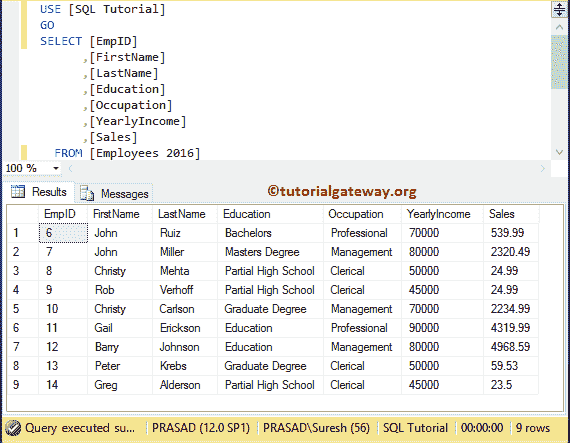 USE [SQL Tutorial]
GO
SELECT [EmpID]
,[FirstName]
,[LastName]
,[Education]
,[Occupation]
,[YearlyIncome]
,[Sales]
FROM [Employees 2016]
100 %
Results Messages ©tutorialgateway.org
EmpID FirstName LastName Education Occupation YearlyIncome Sales
1 6 John Ruiz Bachelors Professional 70000 539.99
2 7 John Miller Masters Degree Management 80000 2320.49
3 8 Christy Mehta Partial High School Clerical 50000 24.99
4 9 Rob Verhoff Partial High School Clerical 45000 24.99
5 10 Christy Carlson Graduate Degree Management 70000 2234.99
6 11 Gail Erickson Education Professional 90000 4319.99
7 12 Barry Johnson Education Management 80000 4968.59
8 13 Peter Krebs Graduate Degree Clerical 50000 59.53
9 14 Greg Alderson Partial High School Clerical 45000 23.5
Query executed su... PRASAD (12.0 SP1) PRASAD\Suresh (56) SQL Tutorial 00:00:00 9 rows